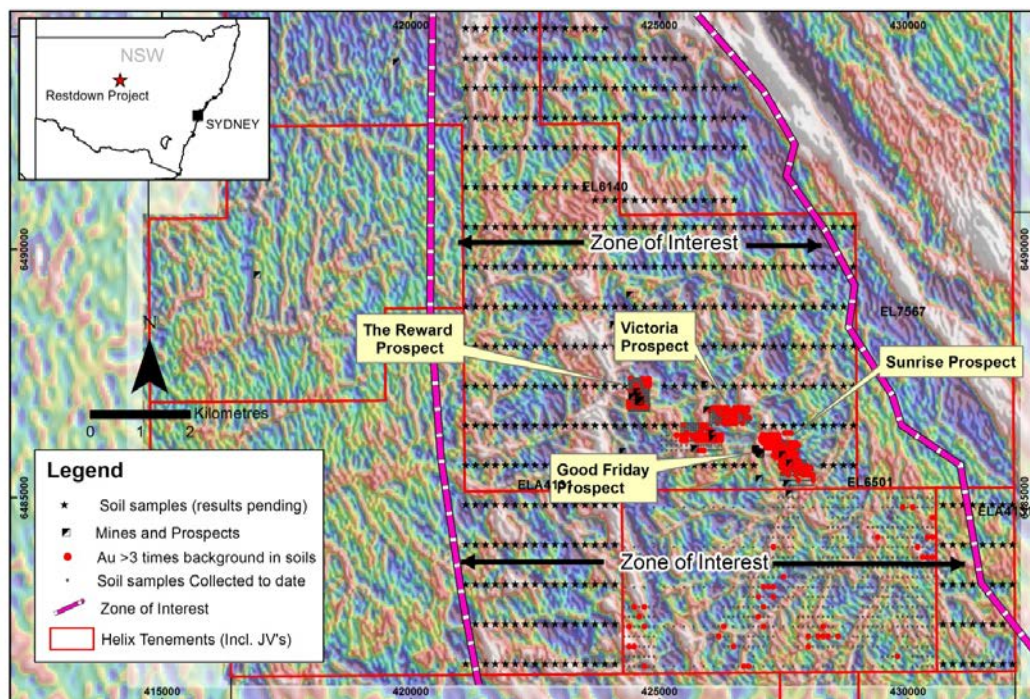 NSW
Restdown Project
SYDNEY
420000
425000
430000
EL6140
6490000
Zone of Interest
6490000
EL7567
The Reward
Prospect
Victoria
Prospect
Sunrise Prospect
N
Kilometres
0 2
Good Friday
Prospect
EL6501
6485000
6485000
Zone of Interest
Legend
Soil samples (results pending)
Mines and Prospects
Au >3 times background in soils
Soil samples Collected to date
Zone of Interest
Helix Tenements (Incl. JV's)
415000
420000
425000
430000